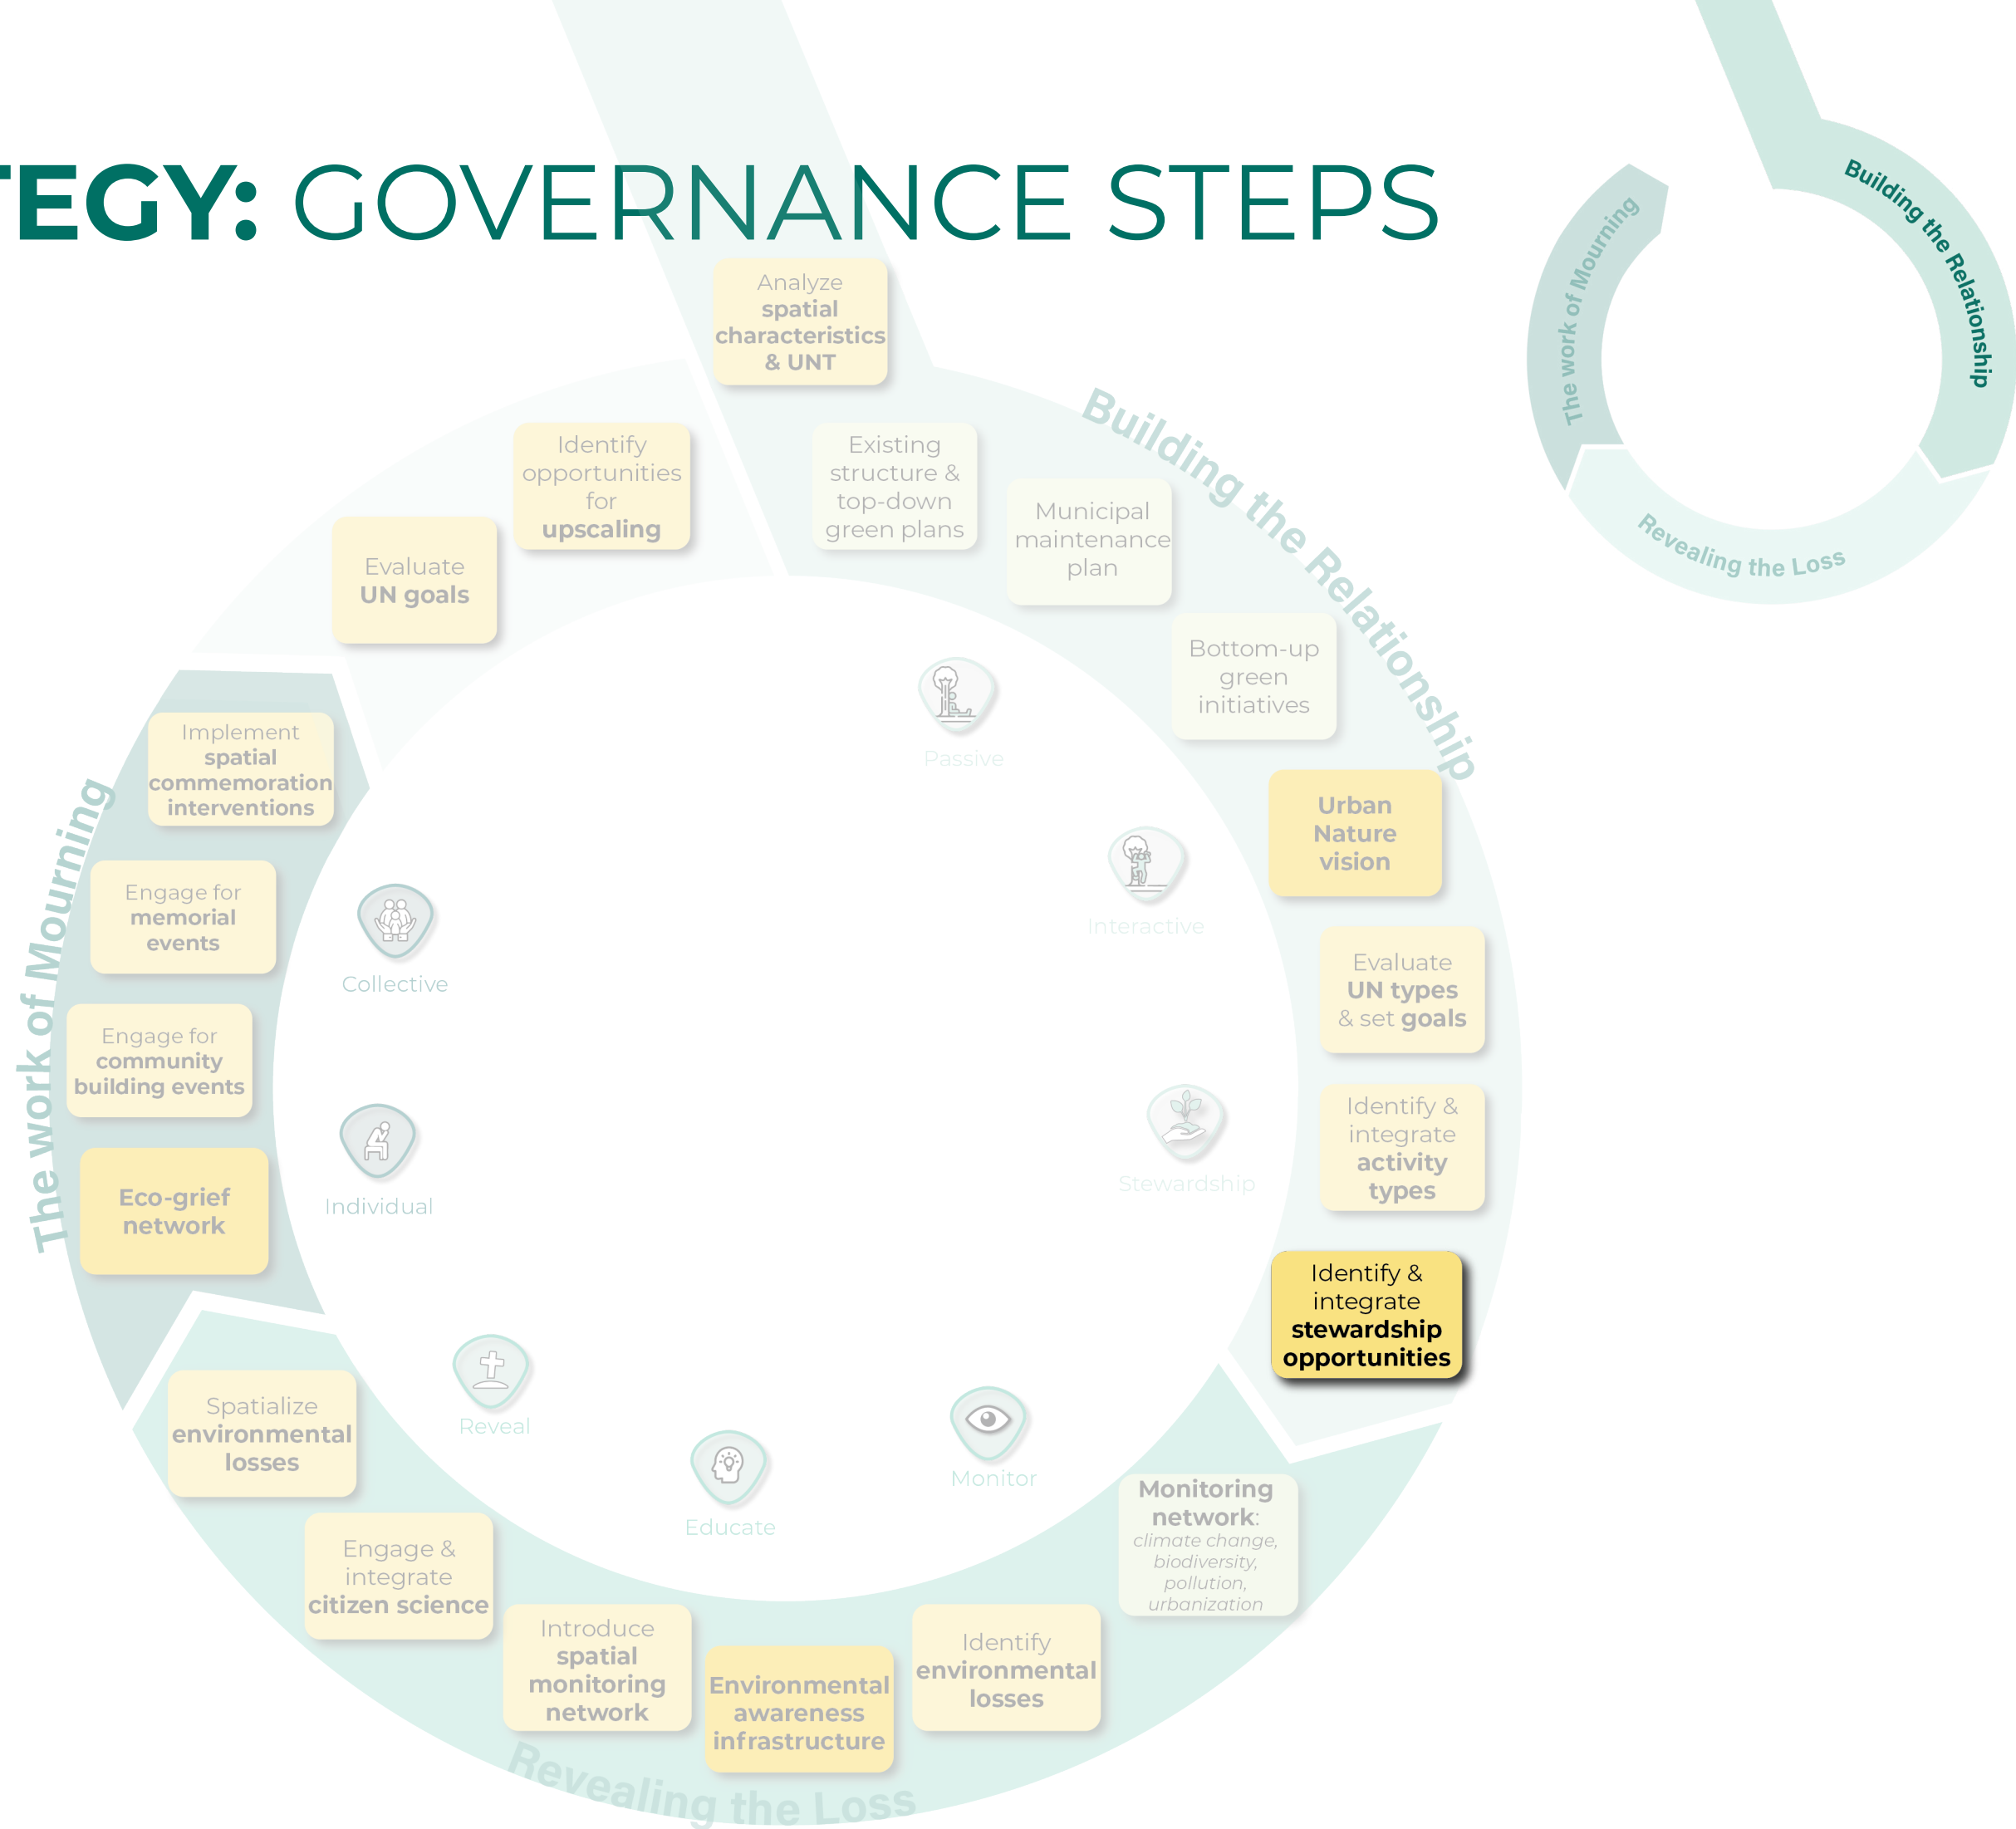 TEGY: GOVERNANCE STEPS
Building the Relationship
The work of Mourning
Revealing the Loss
Analyze
spatial
characteristics
& UNT
Building the Relationship
Existing
structure &
top-down
green plans
Municipal
maintenance
plan
Bottom-up
green
initiatives
Urban
Nature
vision
Evaluate
UN types
& set goals
Identify &
integrate
activity
types
Identify &
integrate
stewardship
opportunities
Passive
Interactive
Stewardship
Monitoring
network:
climate change,
biodiversity,
pollution,
urbanization
Identify
environmental
losses
Environmental
awareness
infrastructure
Introduce
spatial
monitoring
network
Engage &
integrate
citizen science
Spatialize
environmental
losses
Revealing the Loss
Monitor
Educate
Reveal
Eco-grief
network
Engage for
community
building events
Engage for
memorial
events
Implement
spatial
commemoration
interventions
The work of Mourning
Individual
Collective
Evaluate
UN goals
Identify
opportunities
for
upscaling